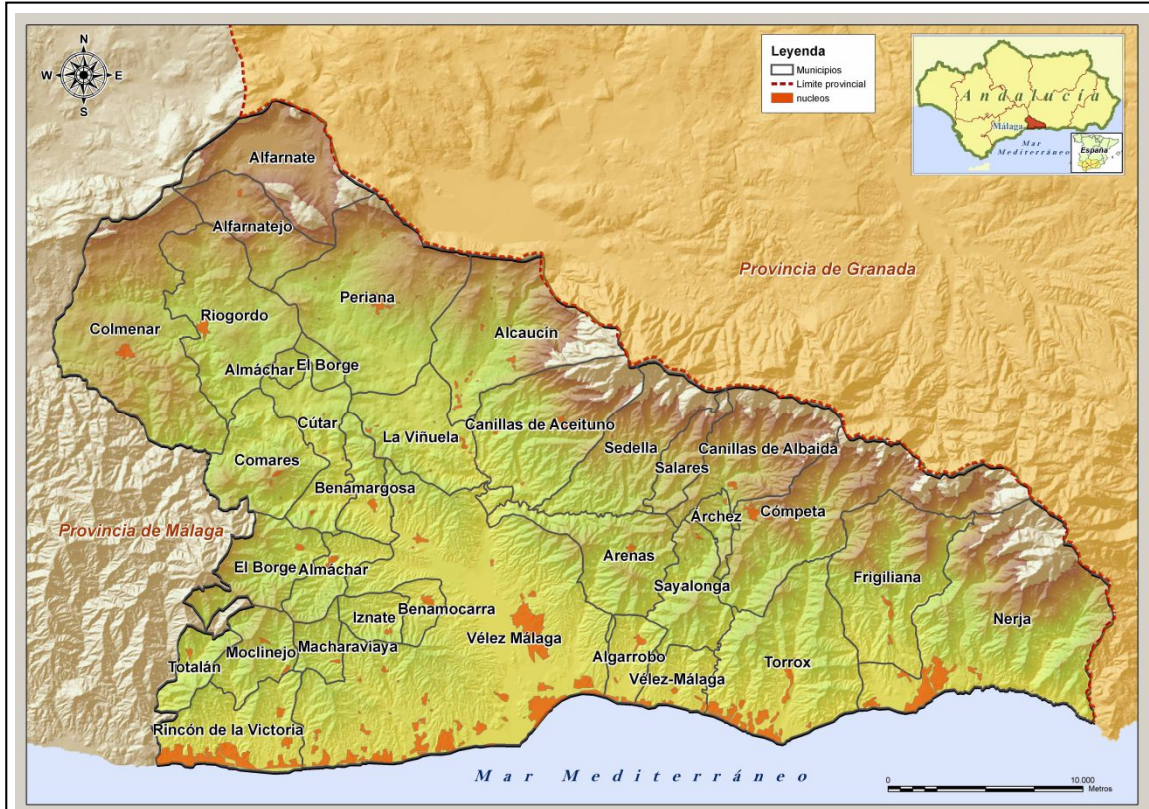 N
W E
S
Leyenda
Municipios
Límite provincial
nucleos
Andalucía
Málaga
Mar
Mediterráneo
España
Alfarnate
Alfarnatejo
Provincia de Granada
Periana
Riogordo
Colmenar
Alcaucín
Almáchar El Borge
Cútar
La Viñuela
Canillas de Aceituno
Sedella
Canillas de Albaida
Comares
Salares
Benamargosa
Árchez
Cómpeta
Provincia de Málaga
Arenas
El Borge
Almáchar
Sayalonga
Frigiliana
Iznate
Benamocarra
Nerja
Vélez Málaga
Moclinejo
Macharaviaya
Totalán
Algarrobo
Torrox
Vélez-Málaga
Rincón de la Victoria
Mar Mediterráneo
0 10.000
Metros